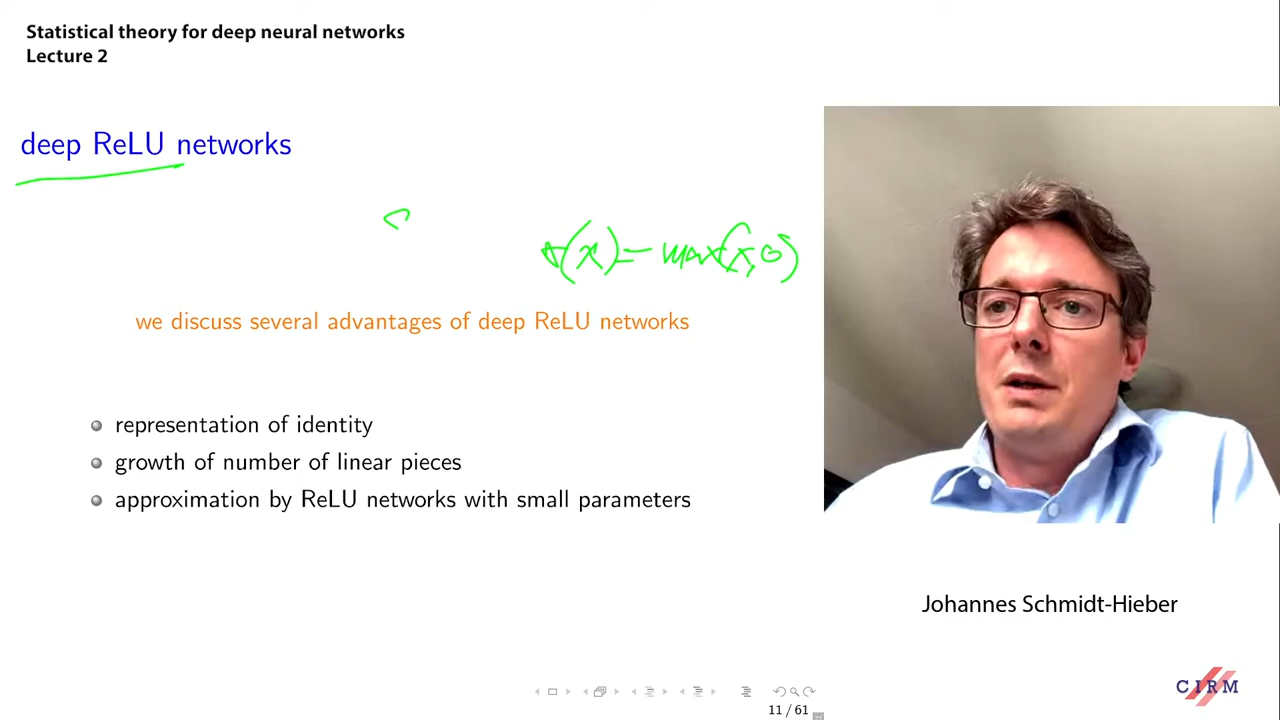 Statistical theory for deep neural networks
Lecture 2
deep ReLU networks
σ(x)=max(x,0)
we discuss several advantages of deep ReLU networks
representation of identity
growth of number of linear pieces
approximation by ReLU networks with small parameters
Johannes Schmidt-Hieber
CIRM
11 / 61